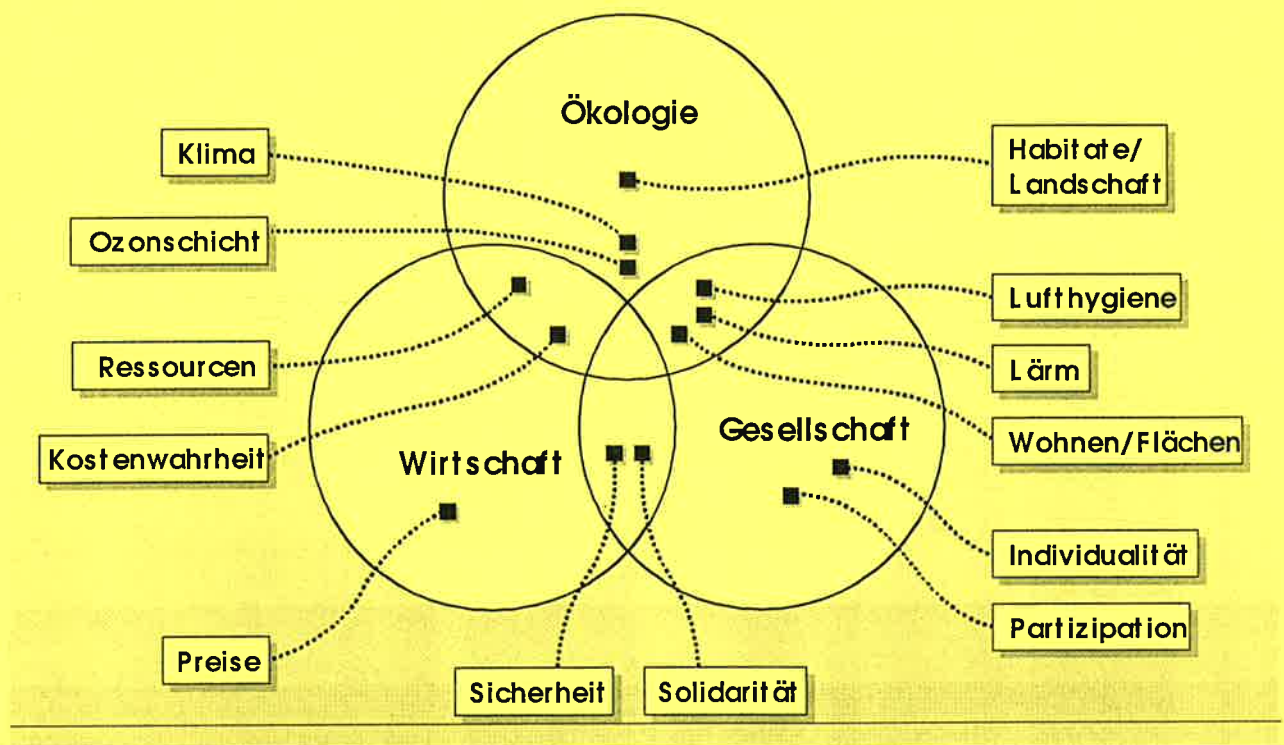 Ökologie
Klima
Habitate/
Landschaft
Ozonschicht
Lufthygiene
Ressourcen
Lärm
Gesellschaft
Kostenwahrheit
Wirtschaft
Wohnen/Flächen
Individualität
Partizipation
Preise
Sicherheit
Solidarität